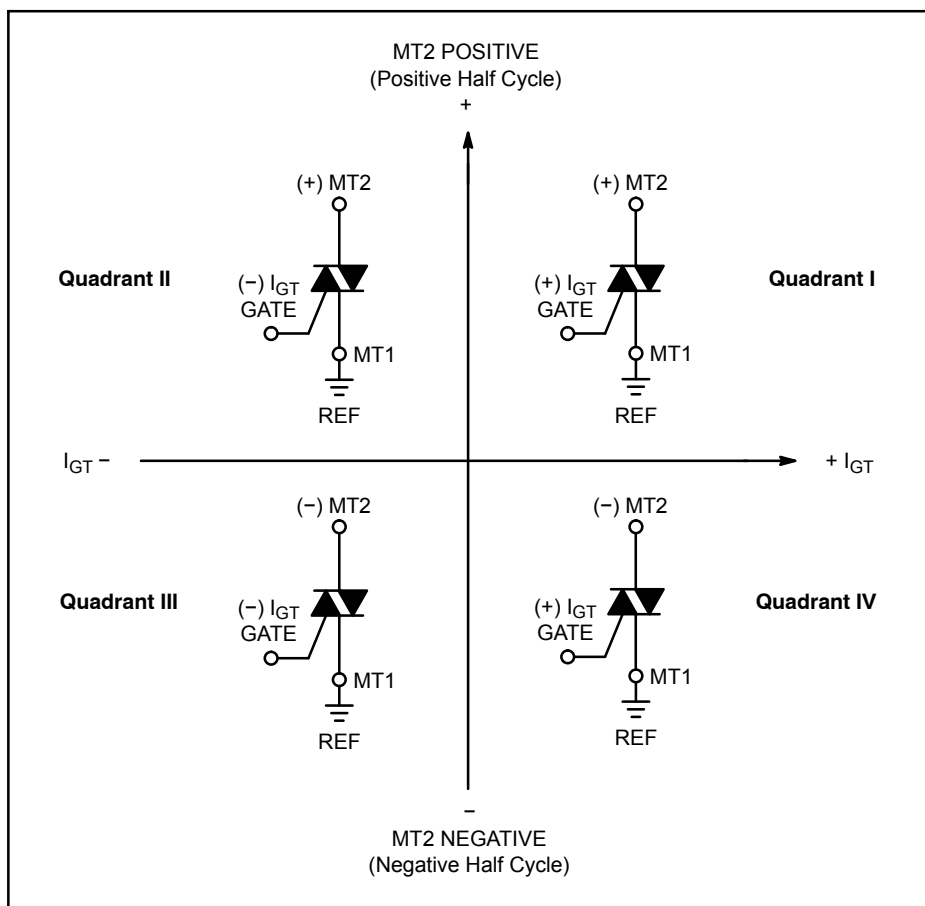 MT2 POSITIVE
(Positive Half Cycle)
+
(+) MT2
(+) MT2
Quadrant II
(−) IGT
GATE
(+) IGT
GATE
Quadrant I
MT1
MT1
REF
REF
IGT −
+ IGT
(−) MT2
(−) MT2
Quadrant III
(−) IGT
GATE
(+) IGT
GATE
Quadrant IV
MT1
MT1
REF
REF
−
MT2 NEGATIVE
(Negative Half Cycle)